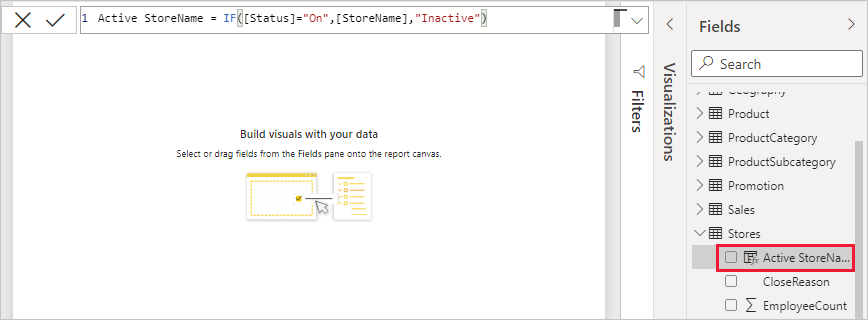 1 Active StoreName = IF([Status]="On",[StoreName],"Inactive")
Build visuals with your data
Select or drag fields from the Fields pane onto the report canvas.
Filters
Visualizations
Fields
Search
Geography
Product
ProductCategory
ProductSubcategory
Promotion
Sales
Stores
Active StoreNa...
CloseReason
EmployeeCount